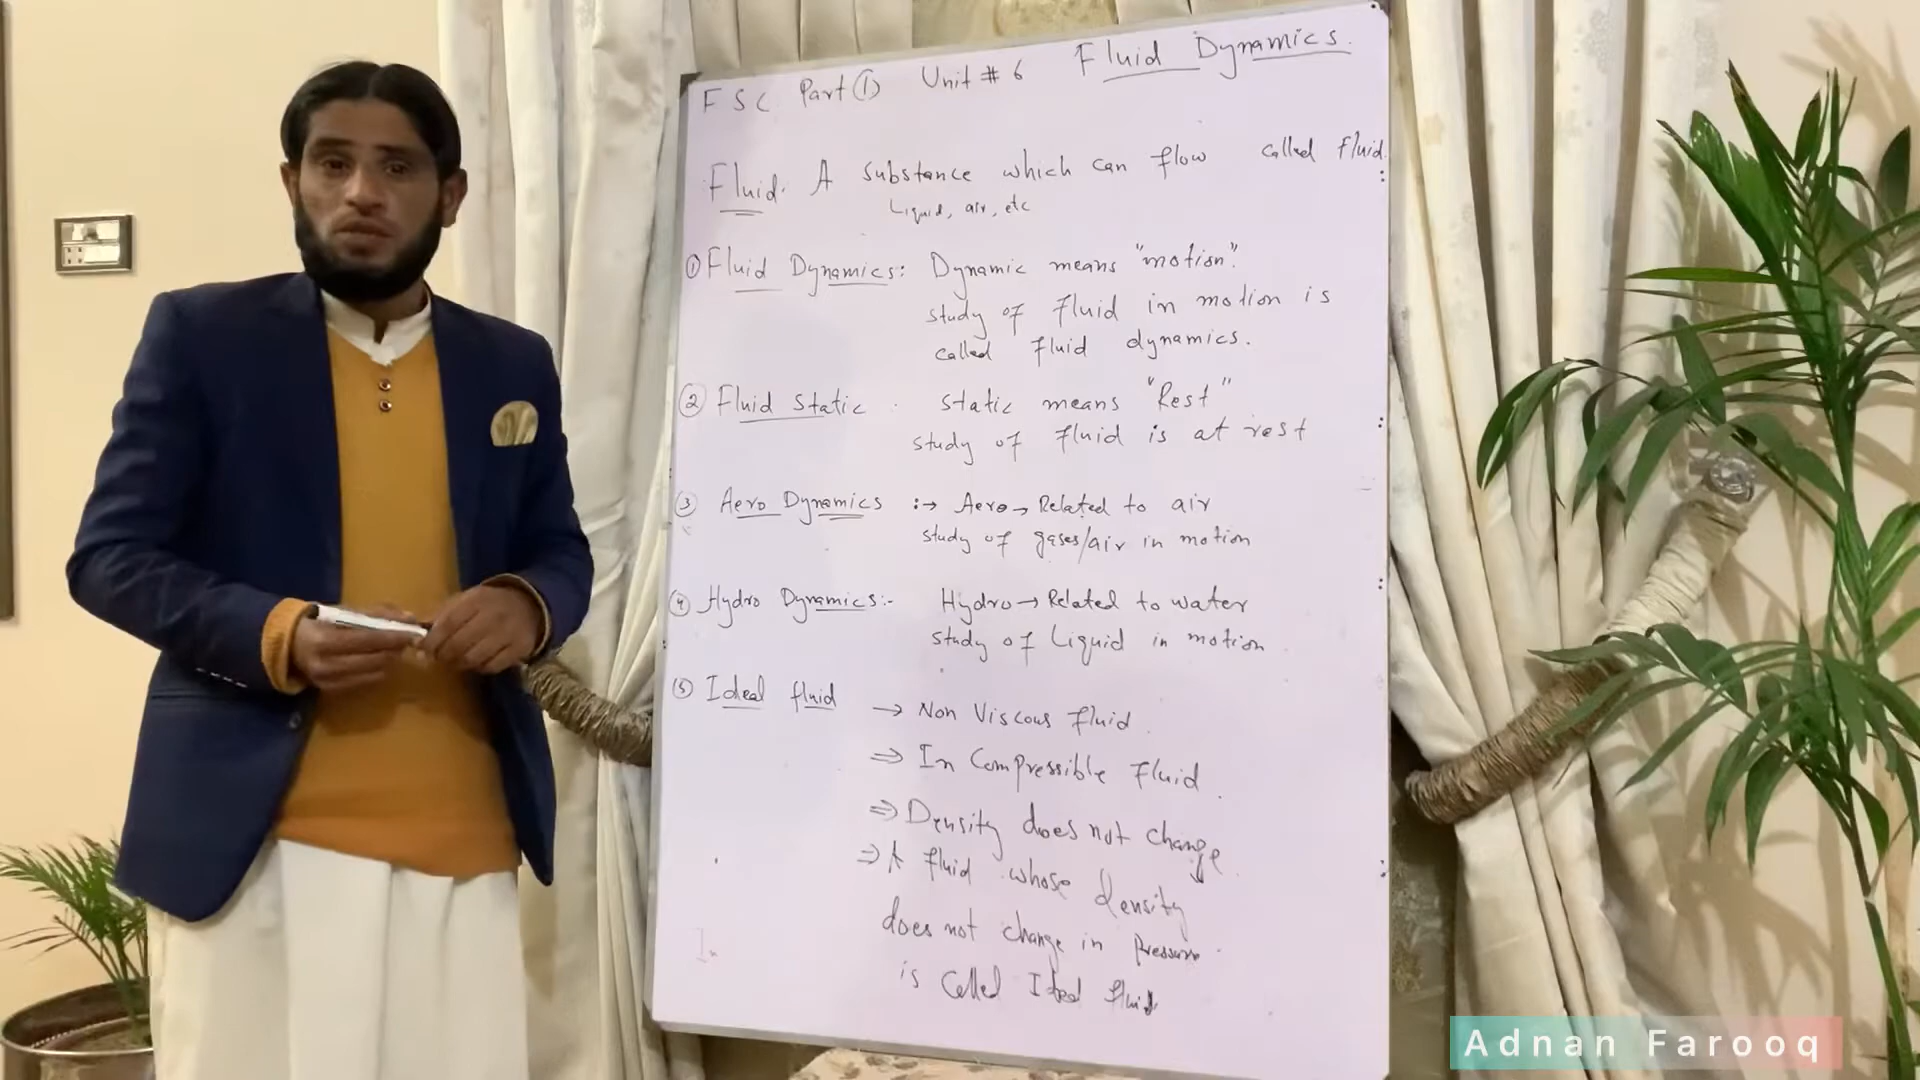 FSC Part (1) Unit # 6 Fluid Dynamics.
Fluid: A substance which can flow called Fluid.
Liquid, air, etc
① Fluid Dynamics: Dynamic means "motion".
study of fluid in motion is
called fluid dynamics.
② Fluid Static . static means "Rest"
study of fluid is at rest
③ Aero Dynamics :→ Aero → Related to air
study of gases/air in motion
④ Hydro Dynamics:- Hydro → Related to water
study of Liquid in motion
⑤ Ideal fluid → Non Viscous fluid.
⇒ In Compressible Fluid.
⇒ Density does not change
⇒ A fluid whose density
does not change in pressure
is Called Ideal fluid
In
Adnan Farooq